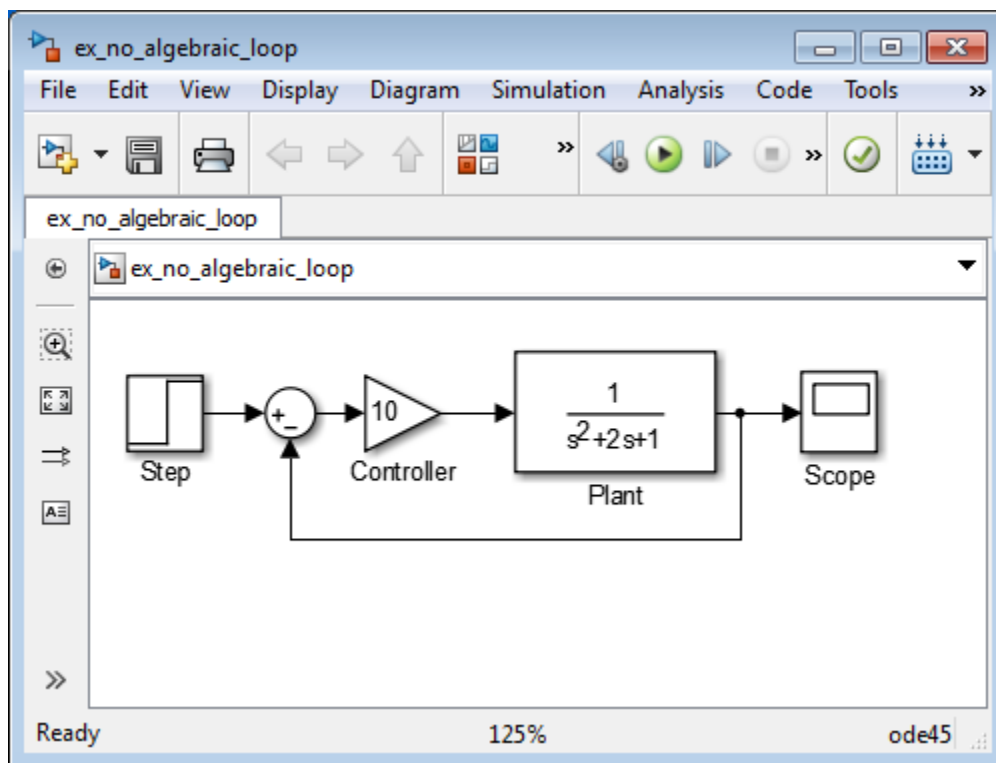 ex_no_algebraic_loop
File Edit View Display Diagram Simulation Analysis Code Tools »
» »
ex_no_algebraic_loop
ex_no_algebraic_loop
+
-
10
1
s²+2s+1
Step
Controller
Plant
Scope
A
»
Ready 125% ode45